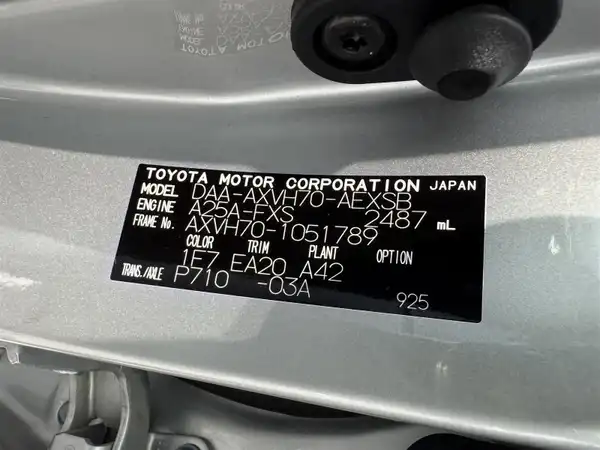 TOYOTA MOTOR CORPORATION JAPAN
MODEL DAA-AXVH70-AEXSB
ENGINE A25A-FXS 2487 mL
FRAME No. AXVH70-1051789
COLOR TRIM PLANT OPTION
1F7 EA20 A42
TRANS./AXLE P710 -03A
925